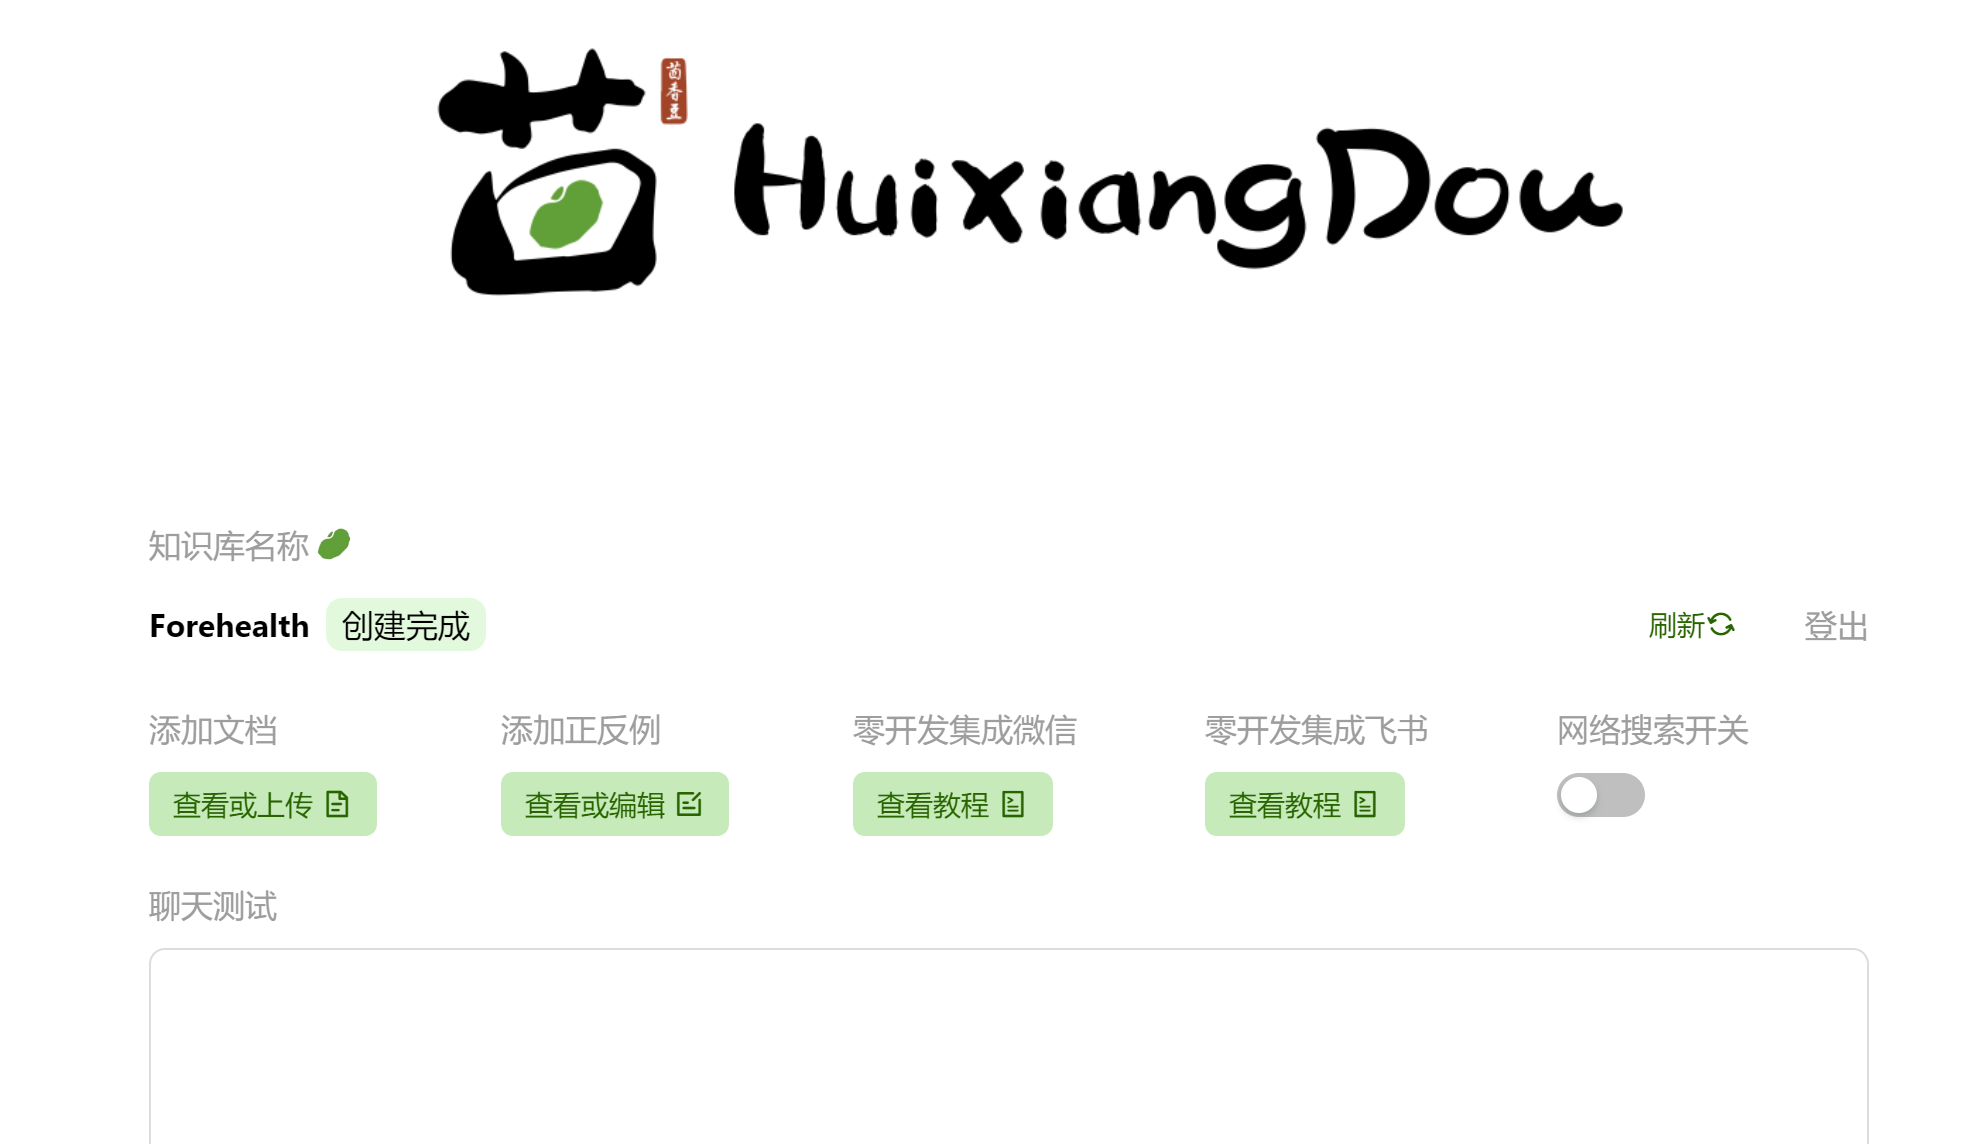 茴
茴香豆
HuixiangDou
知识库名称
Forehealth 创建完成 刷新 登出
添加文档 添加正反例 零开发集成微信 零开发集成飞书 网络搜索开关
查看或上传 查看或编辑 查看教程 查看教程
聊天测试